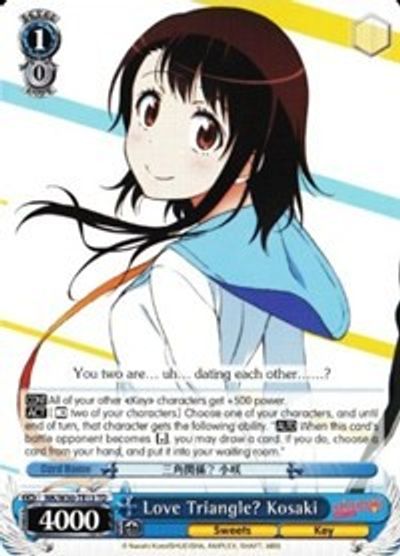 1
0
You two are... uh... dating each other......?
CONT All of your other «Key» characters get +500 power.
ACT [ two of your characters] Choose one of your characters, and until
end of turn, that character gets the following ability. "AUTO When this card's
battle opponent becomes [ ], you may draw a card. If you do, choose a
card from your hand, and put it into your waiting room."
Card Name
三角関係? 小咲
Love Triangle? Kosaki
4000
Sweets
Key